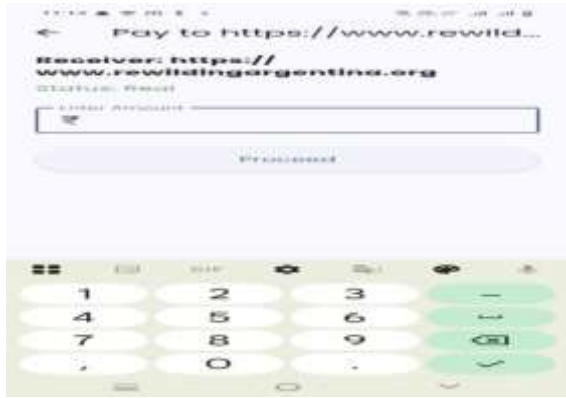 ← Pay to https://www.rewild...
Receiver: https://
www.rewildingargentina.org
Status: Real
Enter Amount
₹
Proceed
GIF
1 2 3 -
4 5 6
7 8 9
, 0 .